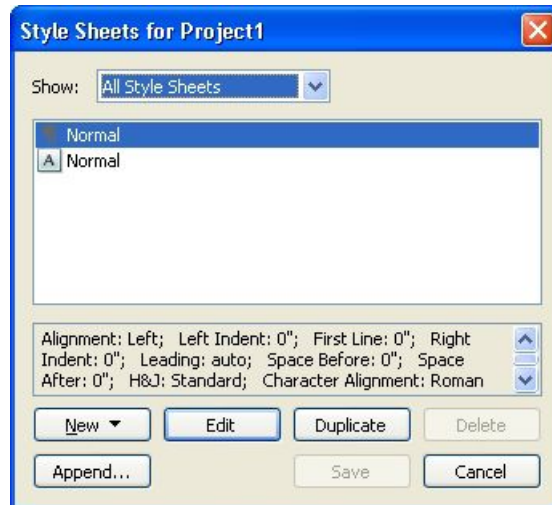 Style Sheets for Project1
Show: All Style Sheets
¶ Normal
A Normal
Alignment: Left; Left Indent: 0"; First Line: 0"; Right
Indent: 0"; Leading: auto; Space Before: 0"; Space
After: 0"; H&J: Standard; Character Alignment: Roman
New Edit Duplicate Delete
Append... Save Cancel